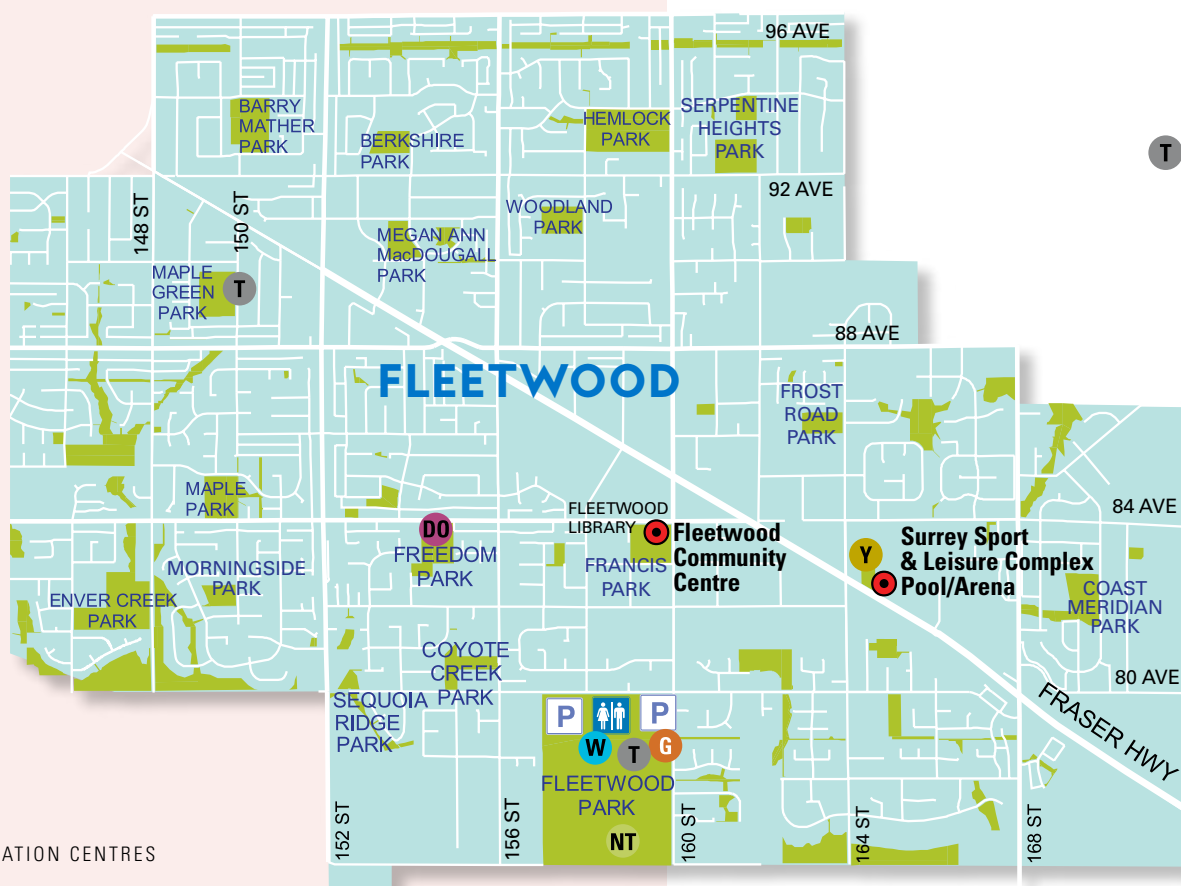 96 AVE
BARRY
MATHER
PARK
BERKSHIRE
PARK
HEMLOCK
PARK
SERPENTINE
HEIGHTS
PARK
T
92 AVE
148 ST
150 ST
WOODLAND
PARK
MEGAN ANN
MacDOUGALL
PARK
MAPLE
GREEN
PARK
T
88 AVE
FLEETWOOD
FROST
ROAD
PARK
MAPLE
PARK
84 AVE
DO
FREEDOM
PARK
FLEETWOOD
LIBRARY
Fleetwood
Community
Centre
FRANCIS
PARK
Y
Surrey Sport
& Leisure Complex
Pool/Arena
MORNINGSIDE
PARK
ENVER CREEK
PARK
COAST
MERIDIAN
PARK
COYOTE
CREEK
PARK
80 AVE
SEQUOIA
RIDGE
PARK
P
P
W
T
G
FLEETWOOD
PARK
NT
FRASER HWY
152 ST
156 ST
160 ST
164 ST
168 ST
ATION CENTRES